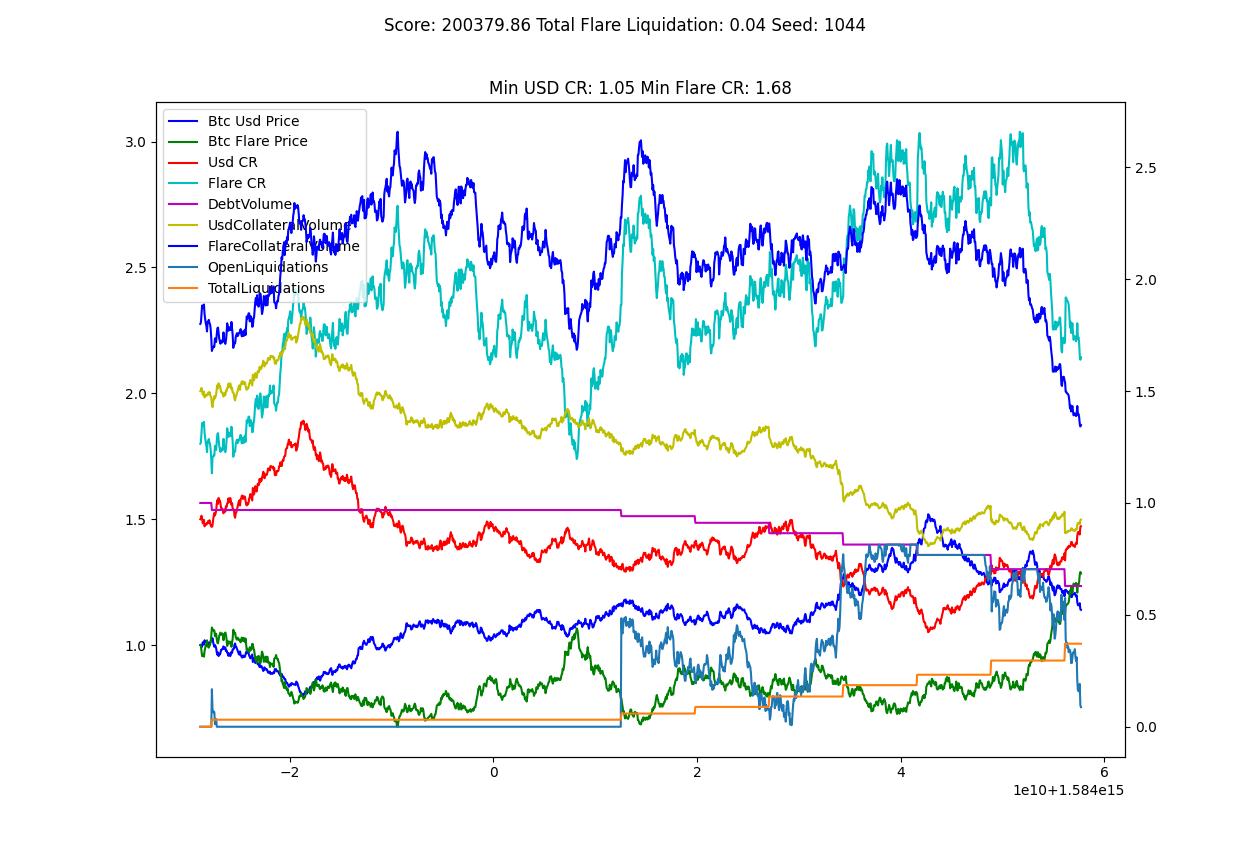 Score: 200379.86 Total Flare Liquidation: 0.04 Seed: 1044
Min USD CR: 1.05 Min Flare CR: 1.68
Btc Usd Price
Btc Flare Price
Usd CR
Flare CR
DebtVolume
UsdCollateralVolume
FlareCollateralVolume
OpenLiquidations
TotalLiquidations
3.0
2.5
2.0
1.5
1.0
2.5
2.0
1.5
1.0
0.5
0.0
−2 0 2 4 6
1e10+1.584e15